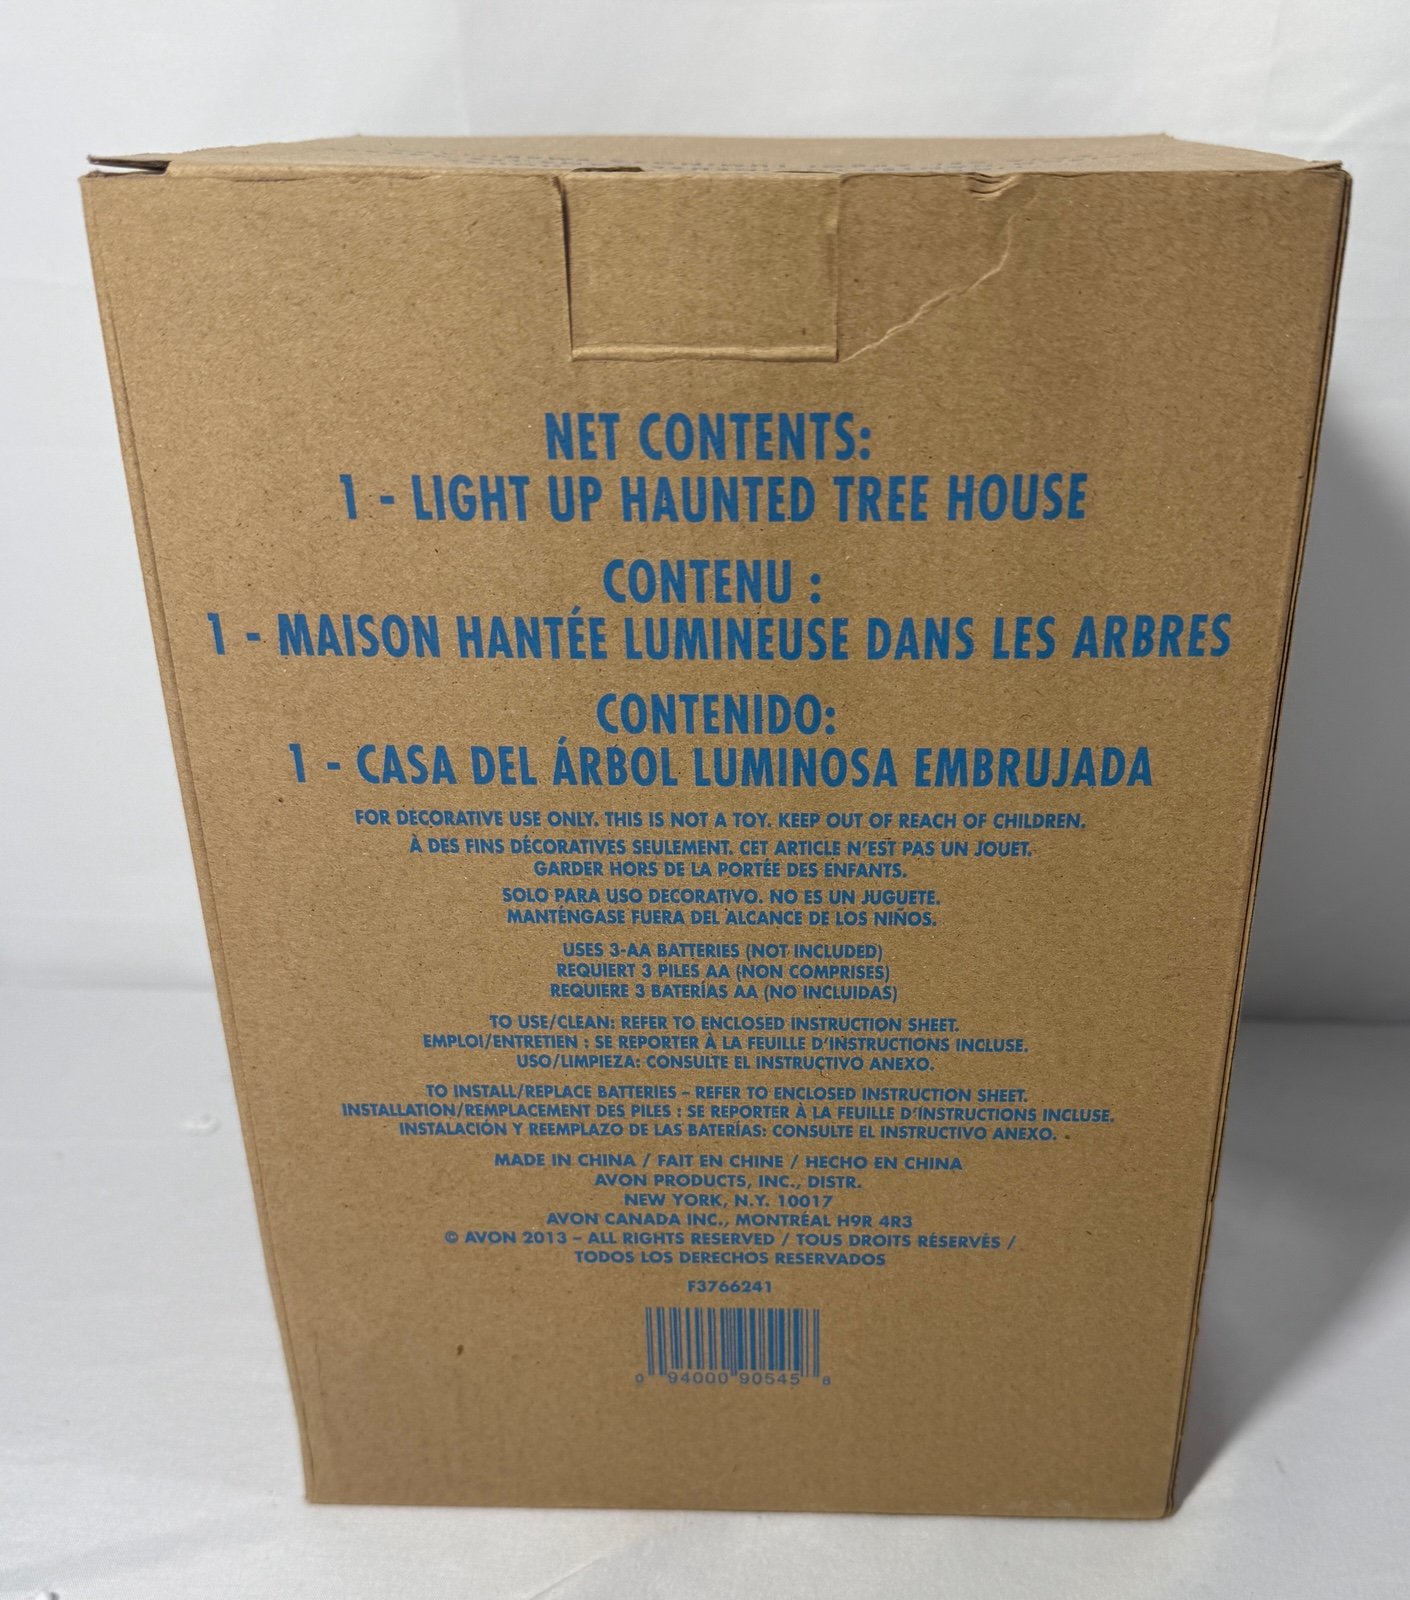 NET CONTENTS:
1 - LIGHT UP HAUNTED TREE HOUSE
CONTENU :
1 - MAISON HANTÉE LUMINEUSE DANS LES ARBRES
CONTENIDO:
1 - CASA DEL ÁRBOL LUMINOSA EMBRUJADA
FOR DECORATIVE USE ONLY. THIS IS NOT A TOY. KEEP OUT OF REACH OF CHILDREN.
À DES FINS DÉCORATIVES SEULEMENT. CET ARTICLE N'EST PAS UN JOUET.
GARDER HORS DE LA PORTÉE DES ENFANTS.
SOLO PARA USO DECORATIVO. NO ES UN JUGUETE.
MANTÉNGASE FUERA DEL ALCANCE DE LOS NIÑOS.
USES 3-AA BATTERIES (NOT INCLUDED)
REQUIERT 3 PILES AA (NON COMPRISES)
REQUIERE 3 BATERÍAS AA (NO INCLUIDAS)
TO USE/CLEAN: REFER TO ENCLOSED INSTRUCTION SHEET.
EMPLOI/ENTRETIEN : SE REPORTER À LA FEUILLE D'INSTRUCTIONS INCLUSE.
USO/LIMPIEZA: CONSULTE EL INSTRUCTIVO ANEXO.
TO INSTALL/REPLACE BATTERIES – REFER TO ENCLOSED INSTRUCTION SHEET.
INSTALLATION/REMPLACEMENT DES PILES : SE REPORTER À LA FEUILLE D'INSTRUCTIONS INCLUSE.
INSTALACIÓN Y REEMPLAZO DE LAS BATERÍAS: CONSULTE EL INSTRUCTIVO ANEXO.
MADE IN CHINA / FAIT EN CHINE / HECHO EN CHINA
AVON PRODUCTS, INC., DISTR.
NEW YORK, N.Y. 10017
AVON CANADA INC., MONTRÉAL H9R 4R3
© AVON 2013 – ALL RIGHTS RESERVED / TOUS DROITS RÉSERVÉS /
TODOS LOS DERECHOS RESERVADOS
F3766241
0 94000 90545 8